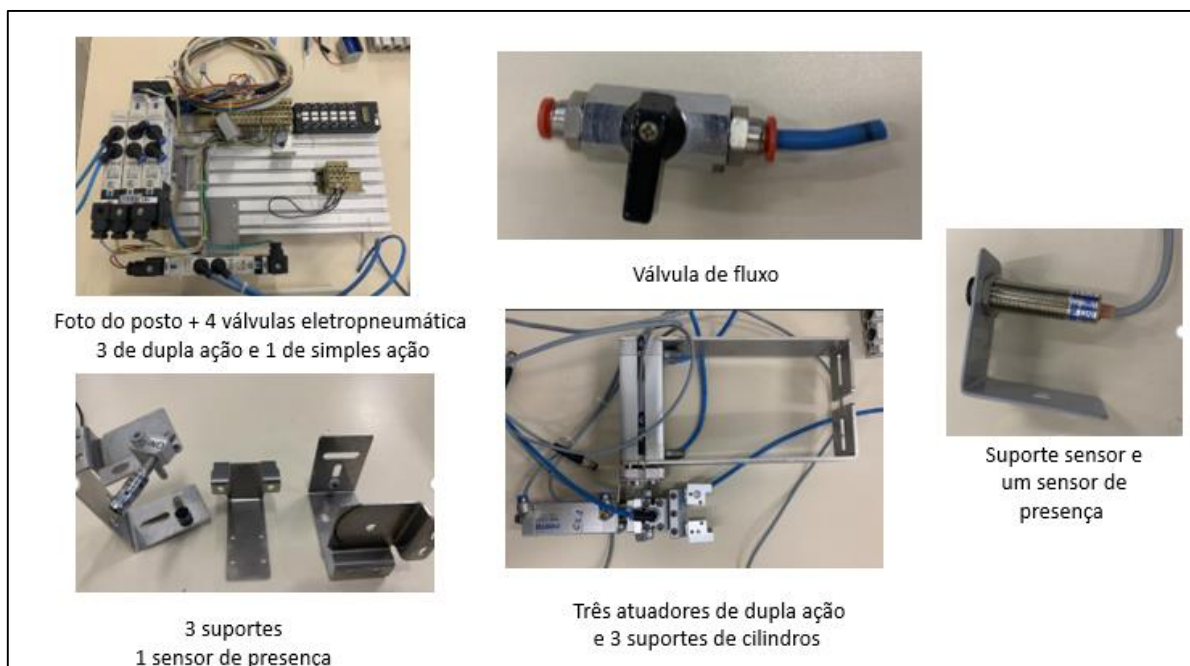 Válvula de fluxo
Foto do posto + 4 válvulas eletropneumática
3 de dupla ação e 1 de simples ação
Suporte sensor e
um sensor de
presença
Três atuadores de dupla ação
e 3 suportes de cilindros
3 suportes
1 sensor de presença